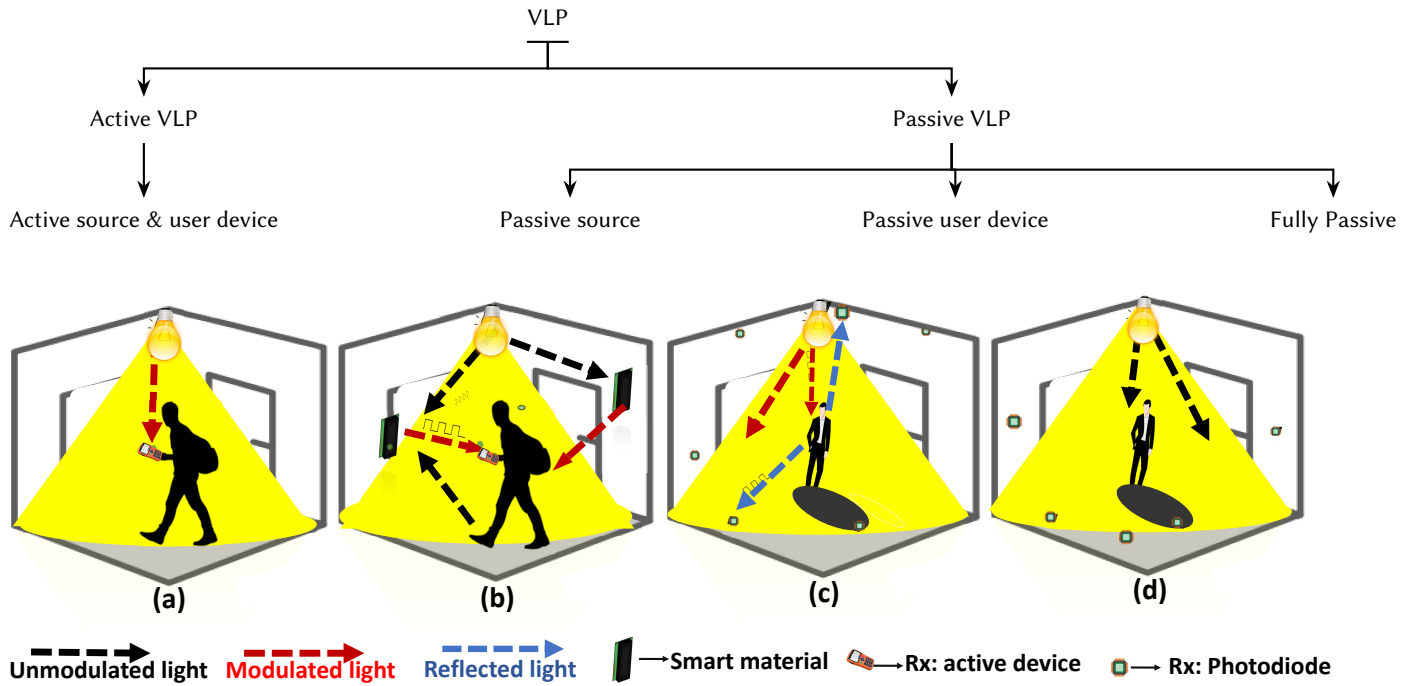 VLP
Active VLP
Passive VLP
Active source & user device
Passive source
Passive user device
Fully Passive
(a)
(b)
(c)
(d)
Unmodulated light
Modulated light
Reflected light
Smart material
Rx: active device
Rx: Photodiode